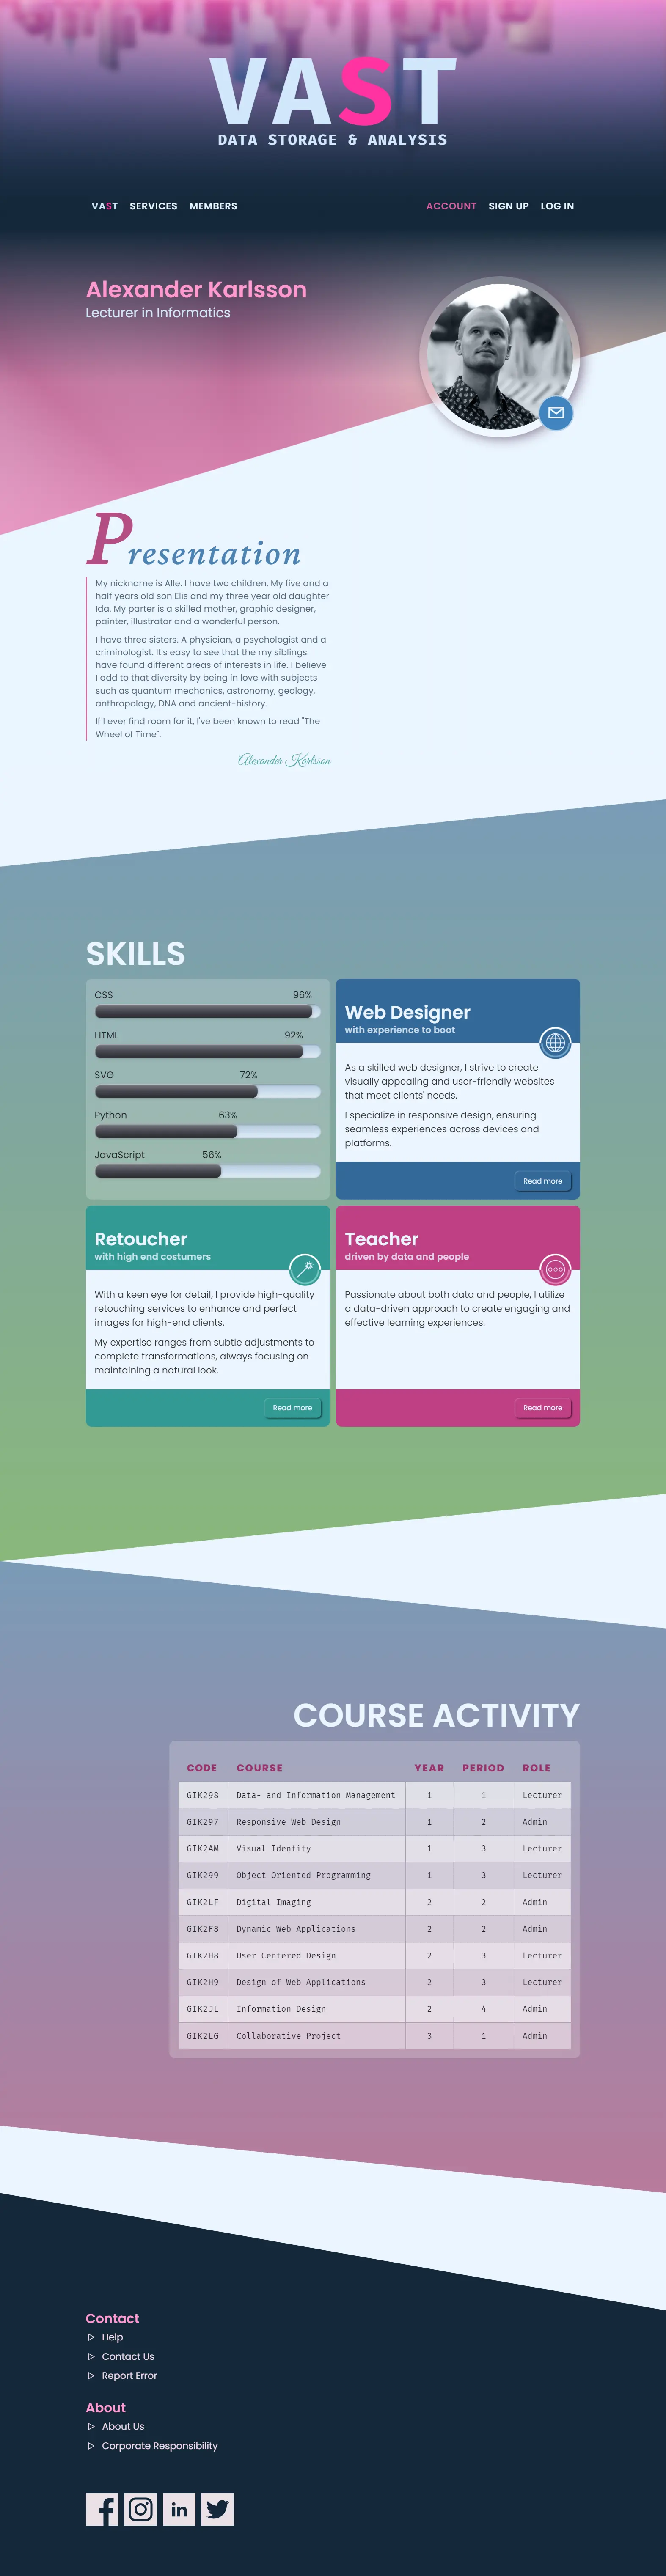 VAST
DATA STORAGE & ANALYSIS
VAST SERVICES MEMBERS ACCOUNT SIGN UP LOG IN
Alexander Karlsson
Lecturer in Informatics
Presentation
My nickname is Alle. I have two children. My five and a
half years old son Elis and my three year old daughter
Ida. My parter is a skilled mother, graphic designer,
painter, illustrator and a wonderful person.
I have three sisters. A physician, a psychologist and a
criminologist. It's easy to see that the my siblings
have found different areas of interests in life. I believe
I add to that diversity by being in love with subjects
such as quantum mechanics, astronomy, geology,
anthropology, DNA and ancient-history.
If I ever find room for it, I've been known to read "The
Wheel of Time".
Alexander Karlsson
SKILLS
CSS 96%
HTML 92%
SVG 72%
Python 63%
JavaScript 56%
Web Designer
with experience to boot
As a skilled web designer, I strive to create
visually appealing and user-friendly websites
that meet clients' needs.
I specialize in responsive design, ensuring
seamless experiences across devices and
platforms.
Read more
Retoucher
with high end costumers
With a keen eye for detail, I provide high-quality
retouching services to enhance and perfect
images for high-end clients.
My expertise ranges from subtle adjustments to
complete transformations, always focusing on
maintaining a natural look.
Read more
Teacher
driven by data and people
Passionate about both data and people, I utilize
a data-driven approach to create engaging and
effective learning experiences.
Read more
COURSE ACTIVITY
CODE COURSE YEAR PERIOD ROLE
GIK298 Data- and Information Management 1 1 Lecturer
GIK297 Responsive Web Design 1 2 Admin
GIK2AM Visual Identity 1 3 Lecturer
GIK299 Object Oriented Programming 1 3 Lecturer
GIK2LF Digital Imaging 2 2 Admin
GIK2F8 Dynamic Web Applications 2 2 Admin
GIK2H8 User Centered Design 2 3 Lecturer
GIK2H9 Design of Web Applications 2 3 Lecturer
GIK2JL Information Design 2 4 Admin
GIK2LG Collaborative Project 3 1 Admin
Contact
Help
Contact Us
Report Error
About
About Us
Corporate Responsibility
in